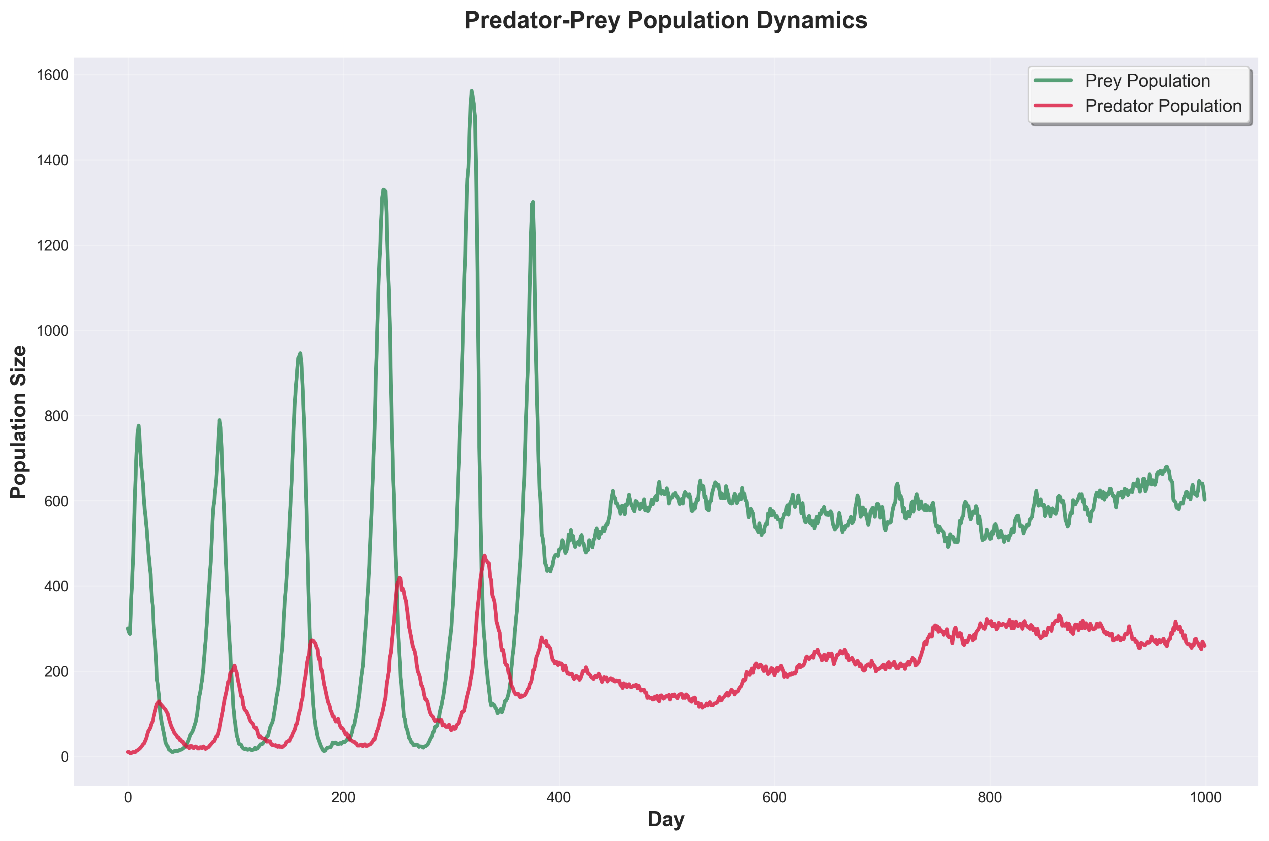 Predator-Prey Population Dynamics
Prey Population
Predator Population
Population Size
1600
1400
1200
1000
800
600
400
200
0
0 200 400 600 800 1000
Day